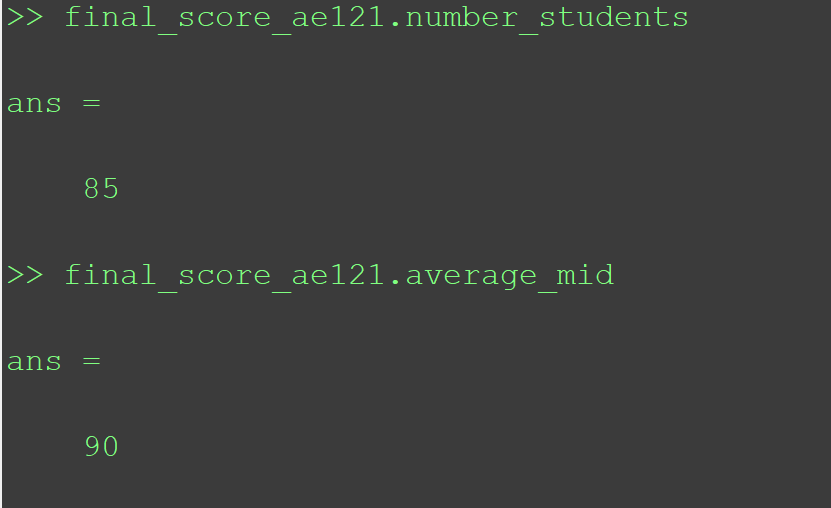 >> final_score_ae121.number_students
ans =
85
>> final_score_ae121.average_mid
ans =
90